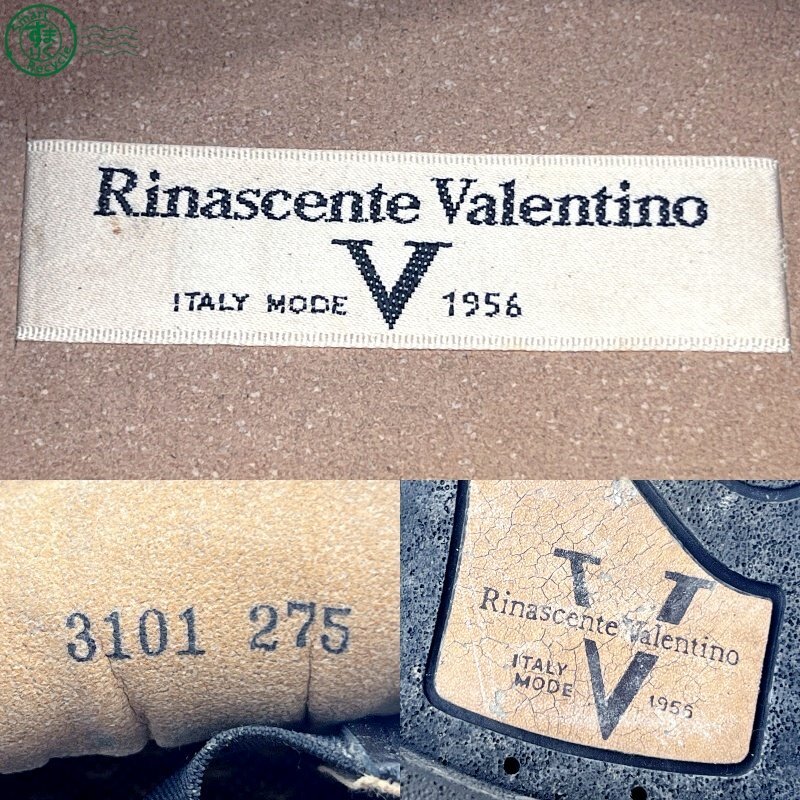 Rinascente Valentino
V
ITALY MODE 1956
3101 275
V
Rinascente Valentino
ITALY
MODE
1956